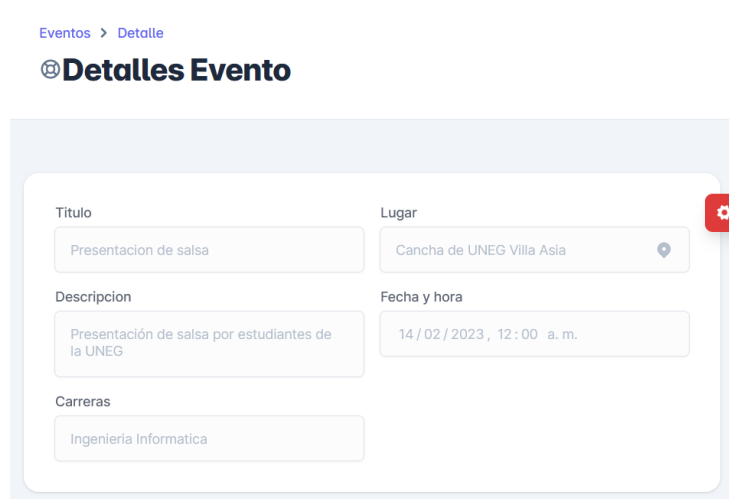 Eventos > Detalle
Detalles Evento
Titulo
Presentacion de salsa
Lugar
Cancha de UNEG Villa Asia
Descripcion
Presentación de salsa por estudiantes de
la UNEG
Fecha y hora
14/02/2023, 12:00 a. m.
Carreras
Ingenieria Informatica